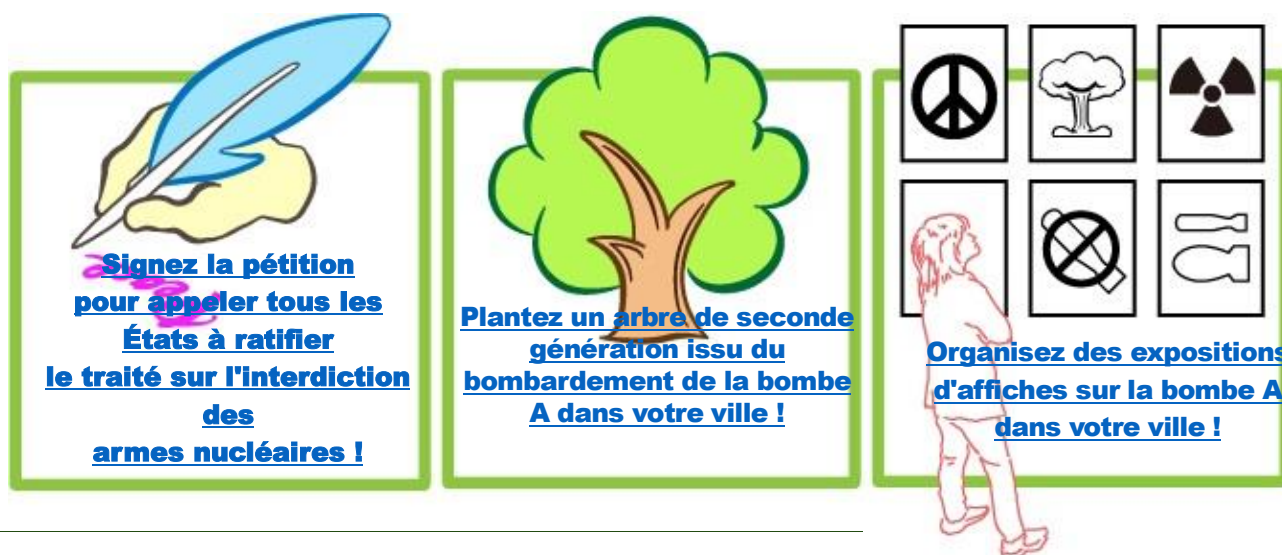 Signez la pétition
pour appeler tous les
États à ratifier
le traité sur l'interdiction
des
armes nucléaires !
Plantez un arbre de seconde
génération issu du
bombardement de la bombe
A dans votre ville !
Organisez des expositions
d'affiches sur la bombe A
dans votre ville !